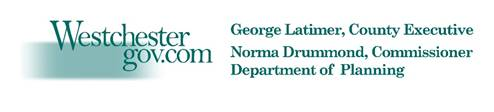 Westchester
gov.com
George Latimer, County Executive
Norma Drummond, Commissioner
Department of Planning